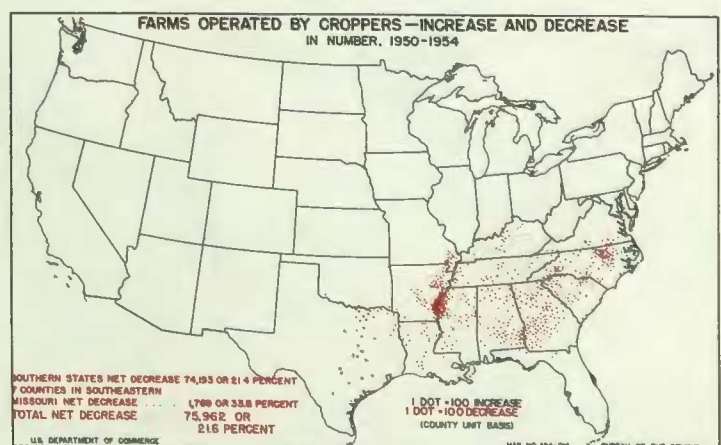 FARMS OPERATED BY CROPPERS—INCREASE AND DECREASE
IN NUMBER, 1950-1954
SOUTHERN STATES NET DECREASE 74,193 OR 21.4 PERCENT
7 COUNTIES IN SOUTHEASTERN
MISSOURI NET DECREASE ..... 1,769 OR 33.8 PERCENT
TOTAL NET DECREASE 75,962 OR
21.6 PERCENT
1 DOT = 100 INCREASE
1 DOT = 100 DECREASE
(COUNTY UNIT BASIS)
U.S. DEPARTMENT OF COMMERCE